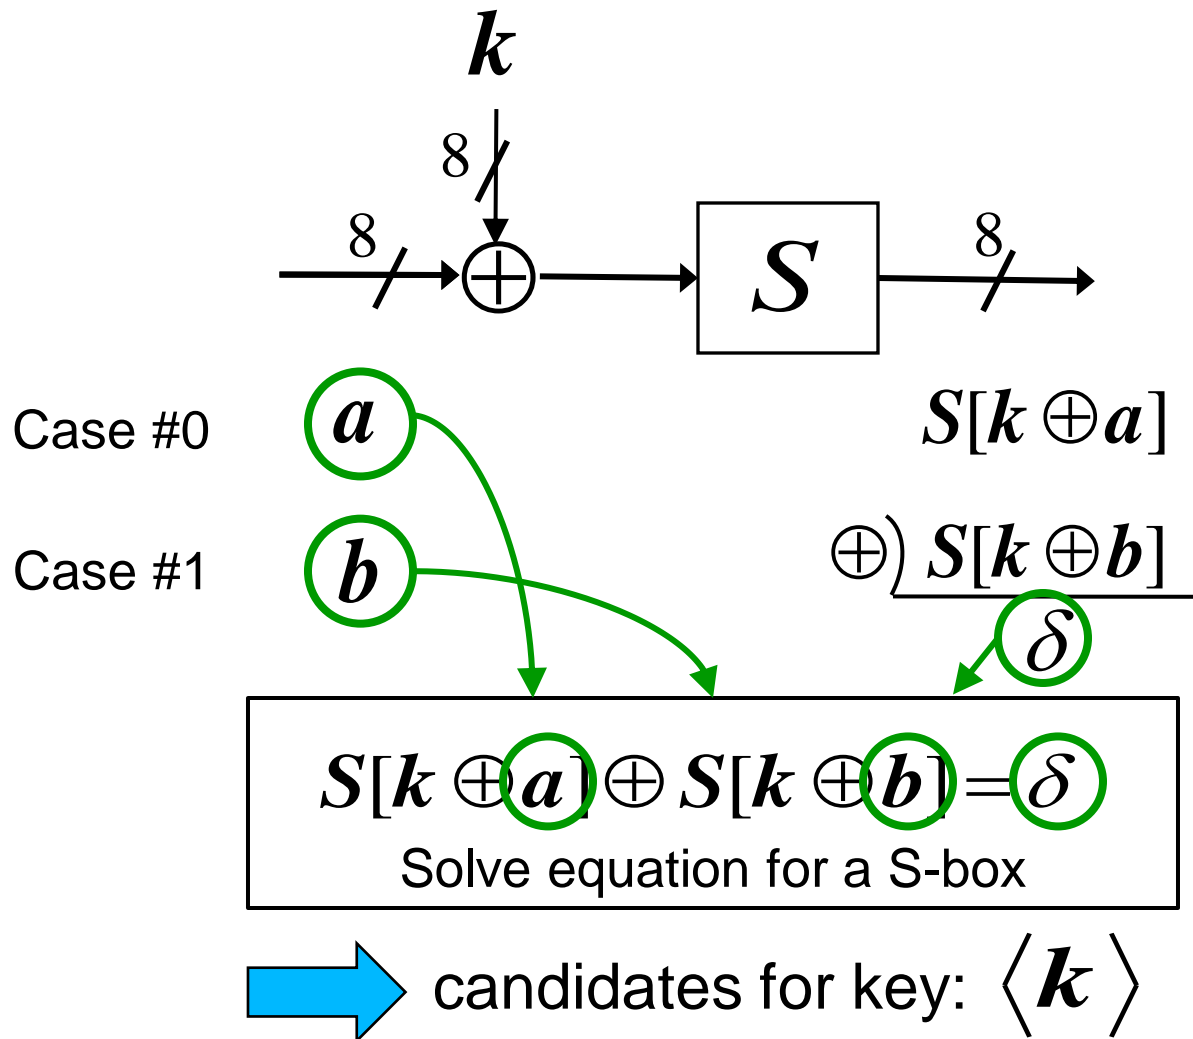 k
8
8
8
S
Case #0 a S[k ⊕ a]
Case #1 b ⊕) S[k ⊕ b]
δ
S[k ⊕ a] ⊕ S[k ⊕ b] = δ
Solve equation for a S-box
candidates for key: ⟨k⟩